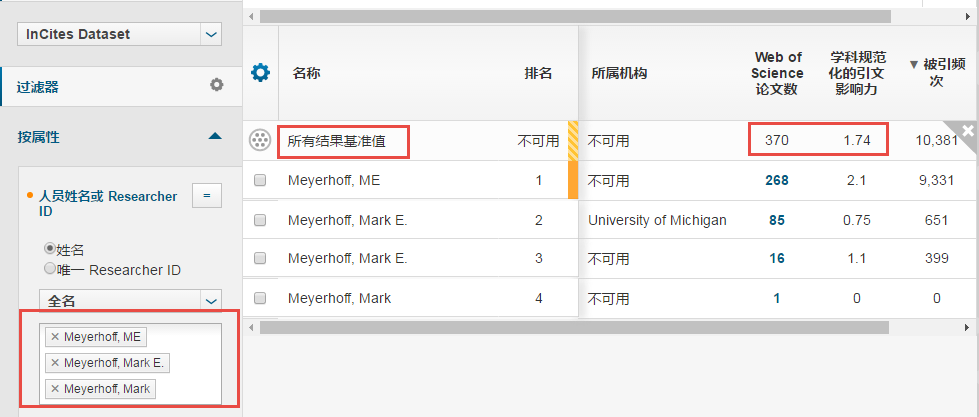 InCites Dataset
过滤器
按属性
人员姓名或 Researcher
ID
=
姓名
唯一 Researcher ID
全名
× Meyerhoff, ME
× Meyerhoff, Mark E.
× Meyerhoff, Mark
名称 排名 所属机构 Web of Science 论文数 学科规范化的引文影响力 ▼ 被引频次
所有结果基准值 不可用 不可用 370 1.74 10,381
Meyerhoff, ME 1 不可用 268 2.1 9,331
Meyerhoff, Mark E. 2 University of Michigan 85 0.75 651
Meyerhoff, Mark E. 3 不可用 16 1.1 399
Meyerhoff, Mark 4 不可用 1 0 0